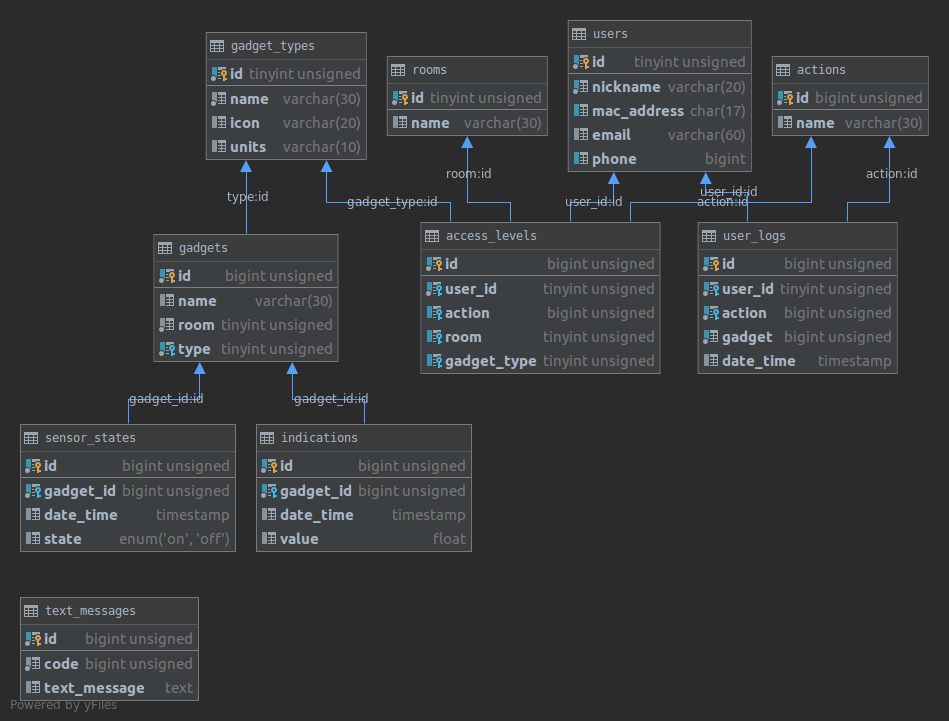 gadget_types
id tinyint unsigned
name varchar(30)
icon varchar(20)
units varchar(10)
rooms
id tinyint unsigned
name varchar(30)
users
id tinyint unsigned
nickname varchar(20)
mac_address char(17)
email varchar(60)
phone bigint
actions
id bigint unsigned
name varchar(30)
type:id
gadget_type:id
room:id
user_id:id
action:id
user_id:id
action:id
gadgets
id bigint unsigned
name varchar(30)
room tinyint unsigned
type tinyint unsigned
access_levels
id bigint unsigned
user_id tinyint unsigned
action bigint unsigned
room tinyint unsigned
gadget_type tinyint unsigned
user_logs
id bigint unsigned
user_id tinyint unsigned
action bigint unsigned
gadget bigint unsigned
date_time timestamp
gadget_id:id
gadget_id:id
sensor_states
id bigint unsigned
gadget_id bigint unsigned
date_time timestamp
state enum('on', 'off')
indications
id bigint unsigned
gadget_id bigint unsigned
date_time timestamp
value float
text_messages
id bigint unsigned
code bigint unsigned
text_message text
Powered by yFiles